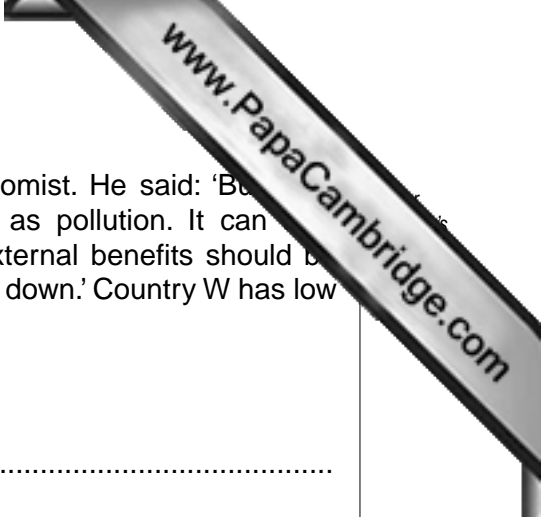 www.PapaCambridge.com
omist. He said: ‘Bu
as pollution. It can
xternal benefits should b
down.’ Country W has low
................................................